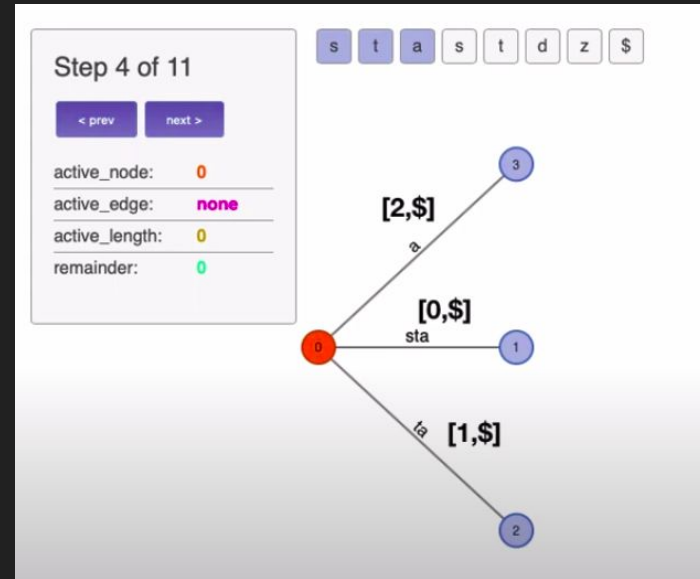 s t a s t d z $
Step 4 of 11
< prev next >
active_node: 0
active_edge: none
active_length: 0
remainder: 0
3
[2,$]
a
[0,$]
sta
0
1
ta
[1,$]
2